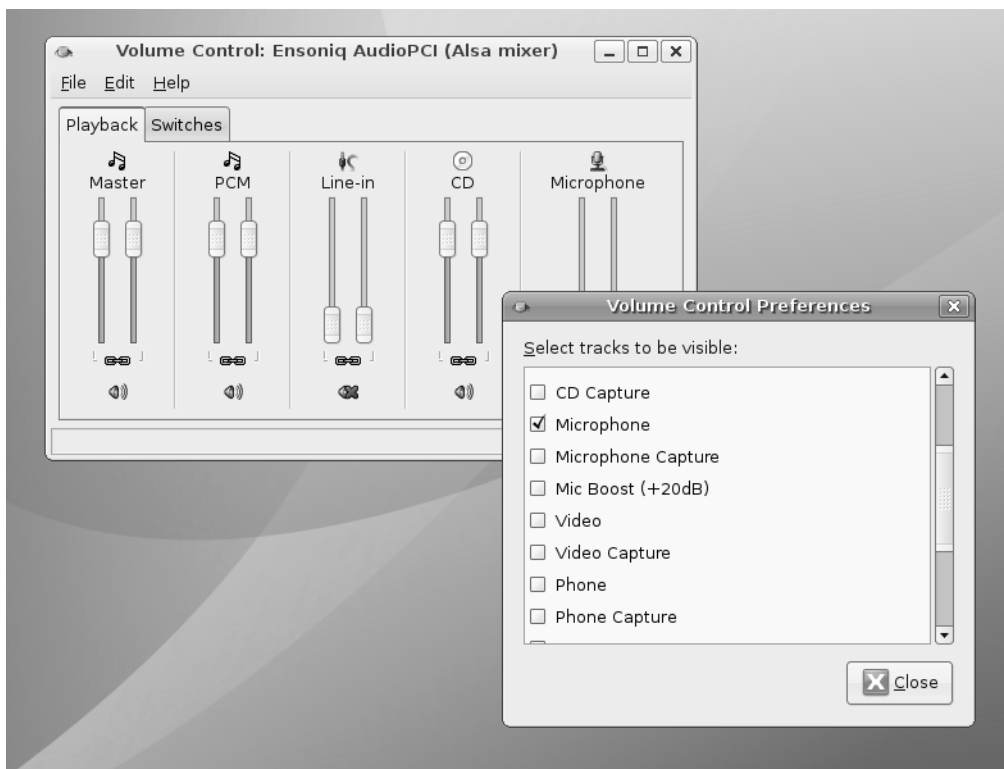 Volume Control: Ensoniq AudioPCI (Alsa mixer)
File Edit Help
Playback Switches
Master PCM Line-in CD Microphone
Volume Control Preferences
Select tracks to be visible:
CD Capture
Microphone
Microphone Capture
Mic Boost (+20dB)
Video
Video Capture
Phone
Phone Capture
Close